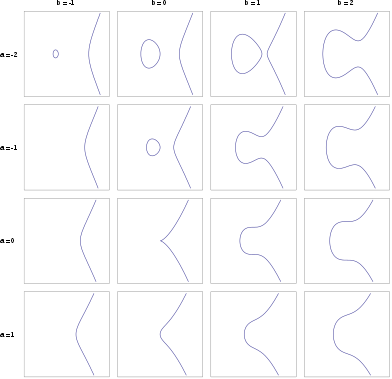 b = -1 b = 0 b = 1 b = 2
a = -2
a = -1
a = 0
a = 1